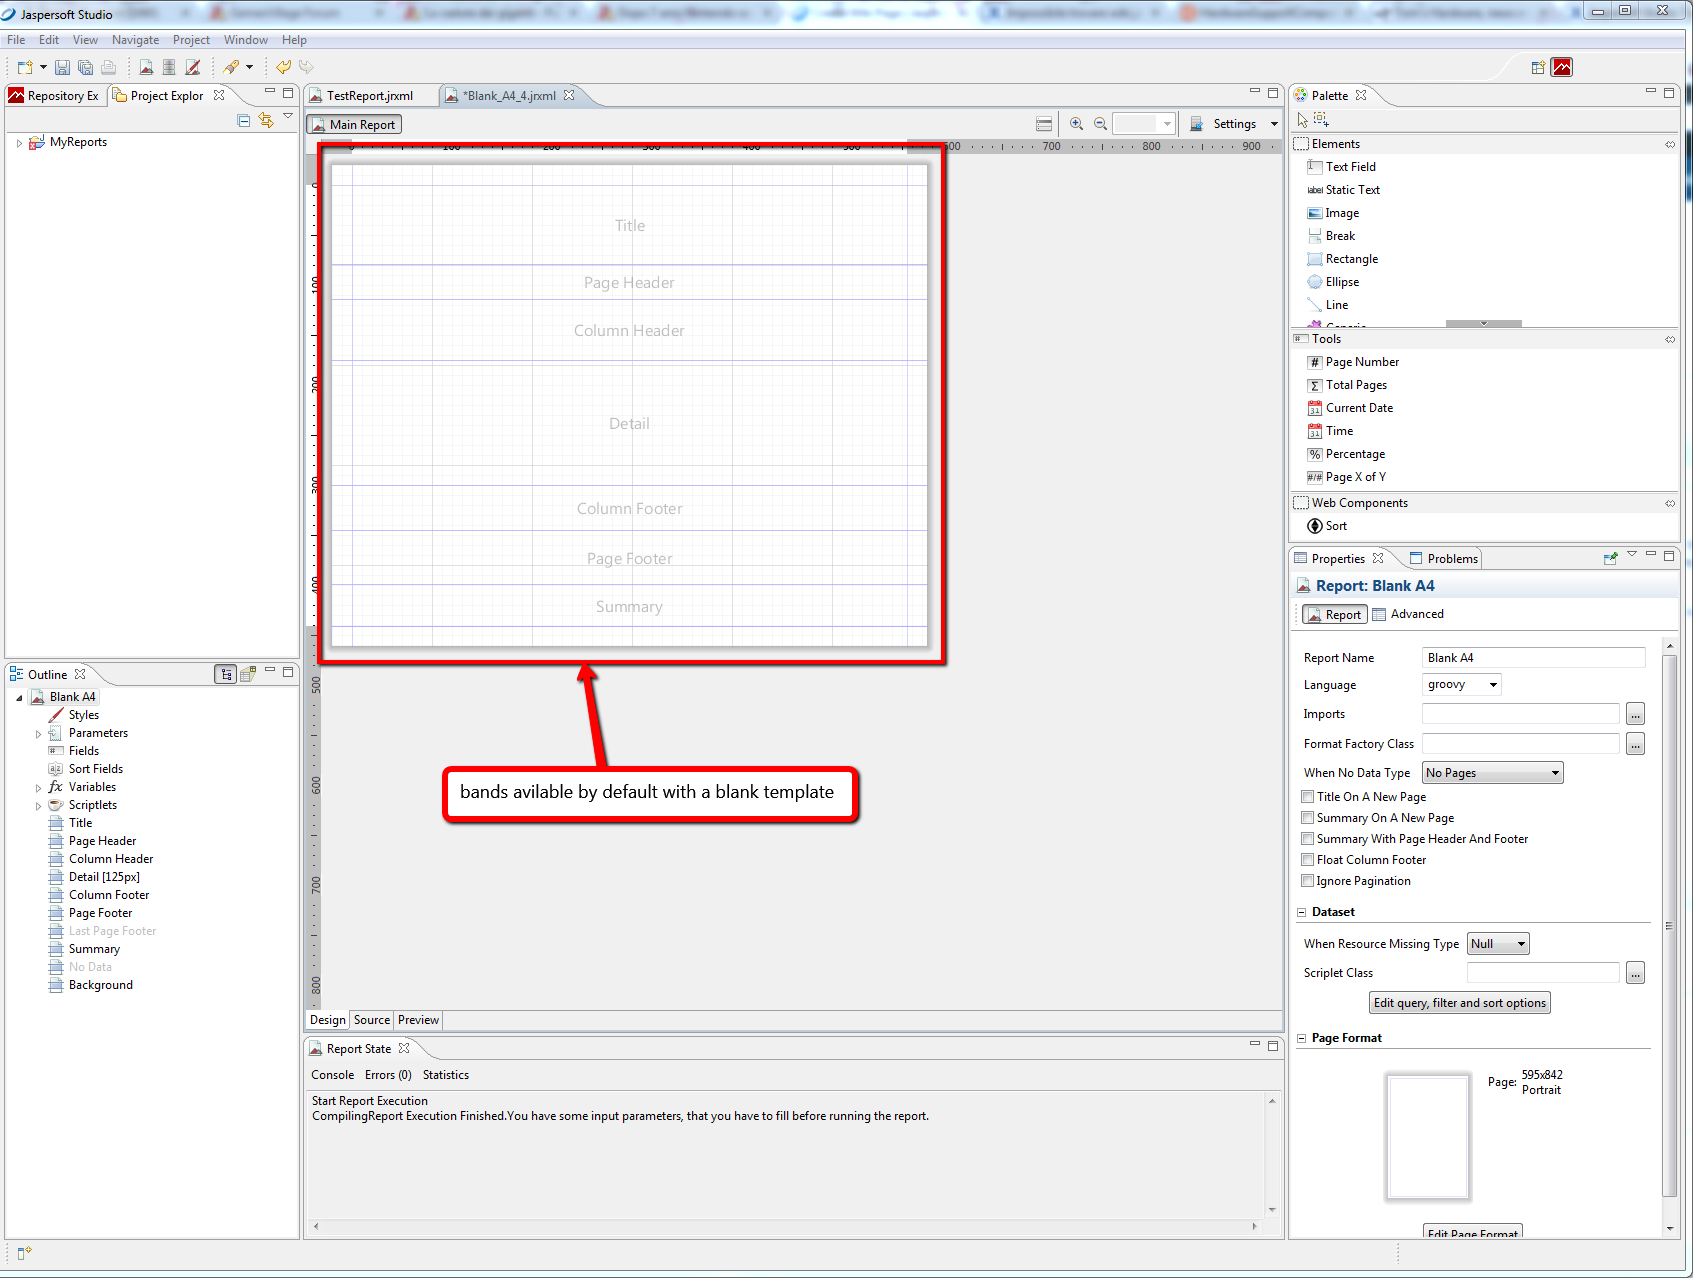 Jaspersoft Studio
File Edit View Navigate Project Window Help
Repository Ex Project Explor
MyReports
TestReport.jrxml *Blank_A4_4.jrxml
Main Report
Settings
0 100 200 300 400 500 600 700 800 900
0
100
200
300
400
500
600
700
800
Title
Page Header
Column Header
Detail
Column Footer
Page Footer
Summary
bands avilable by default with a blank template
Design Source Preview
Outline
Blank A4
Styles
Parameters
Fields
Sort Fields
Variables
Scriptlets
Title
Page Header
Column Header
Detail [125px]
Column Footer
Page Footer
Last Page Footer
Summary
No Data
Background
Report State
Console Errors (0) Statistics
Start Report Execution
CompilingReport Execution Finished.You have some input parameters, that you have to fill before running the report.
Palette
Elements
Text Field
label Static Text
Image
Break
Rectangle
Ellipse
Line
Generic
Tools
# Page Number
Σ Total Pages
31 Current Date
31 Time
% Percentage
#/# Page X of Y
Web Components
Sort
Properties Problems
Report: Blank A4
Report Advanced
Report Name Blank A4
Language groovy
Imports ...
Format Factory Class ...
When No Data Type No Pages
Title On A New Page
Summary On A New Page
Summary With Page Header And Footer
Float Column Footer
Ignore Pagination
Dataset
When Resource Missing Type Null
Scriplet Class ...
Edit query, filter and sort options
Page Format
Page: 595x842
Portrait
Edit Page Format